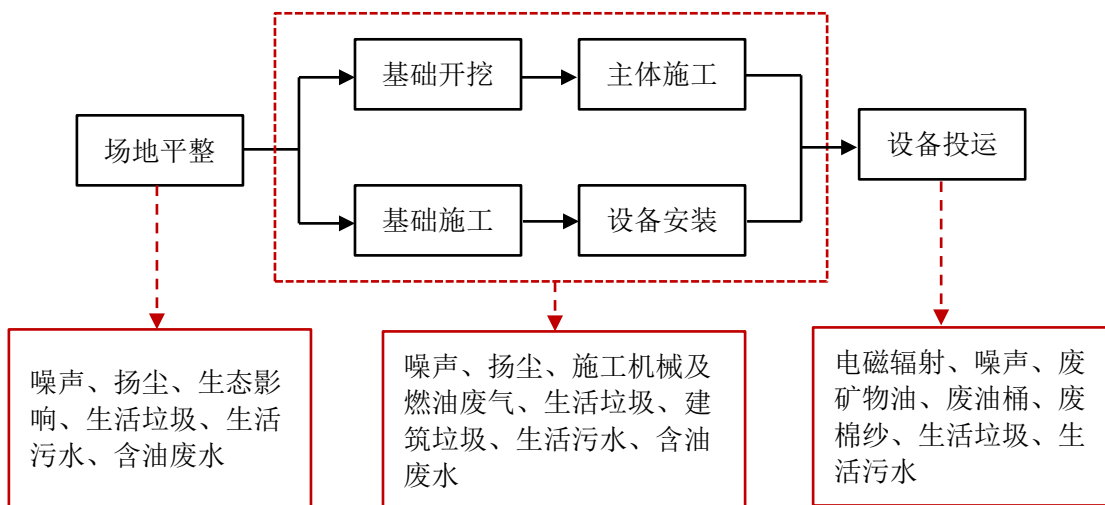 基础开挖
主体施工
场地平整
设备投运
基础施工
设备安装
噪声、扬尘、生态影
响、生活垃圾、生活
污水、含油废水
噪声、扬尘、施工机械及
燃油废气、生活垃圾、建
筑垃圾、生活污水、含油
废水
电磁辐射、噪声、废
矿物油、废油桶、废
棉纱、生活垃圾、生
活污水